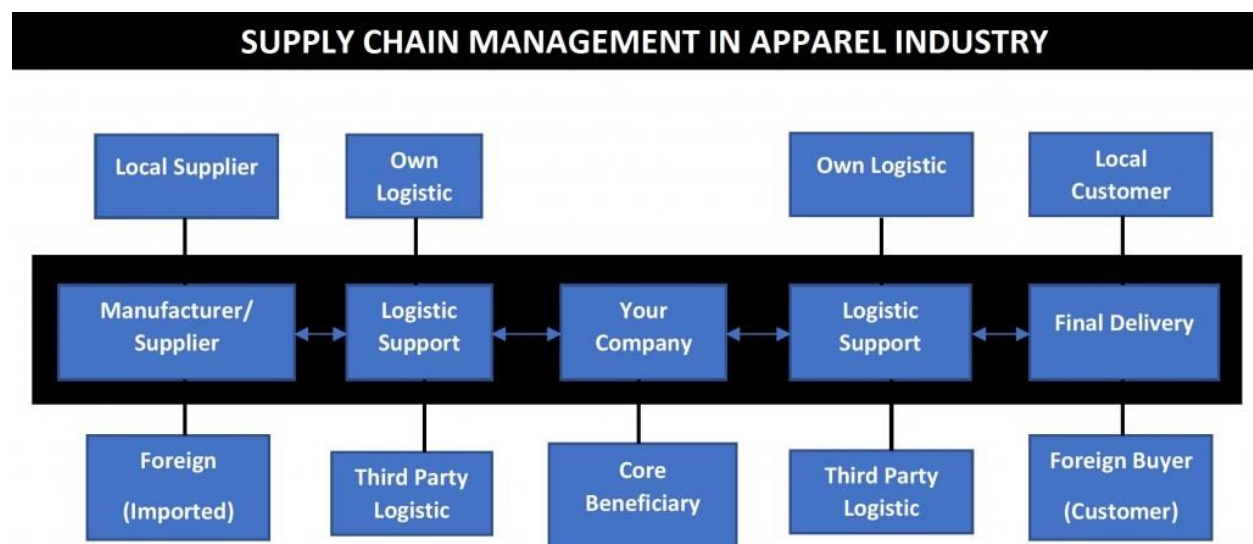 SUPPLY CHAIN MANAGEMENT IN APPAREL INDUSTRY
Local Supplier
Own
Logistic
Own Logistic
Local
Customer
Manufacturer/
Supplier
Logistic
Support
Your
Company
Logistic
Support
Final Delivery
Foreign
(Imported)
Third Party
Logistic
Core
Beneficiary
Third Party
Logistic
Foreign Buyer
(Customer)